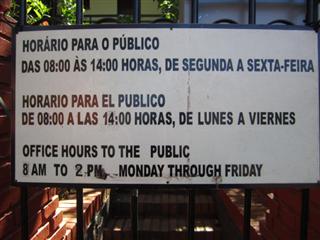 HORÁRIO PARA O PÚBLICO
DAS 08:00 ÀS 14:00 HORAS, DE SEGUNDA A SEXTA-FEIRA
HORARIO PARA EL PUBLICO
DE 08:00 A LAS 14:00 HORAS, DE LUNES A VIERNES
OFFICE HOURS TO THE PUBLIC
8 AM TO 2 PM, MONDAY THROUGH FRIDAY